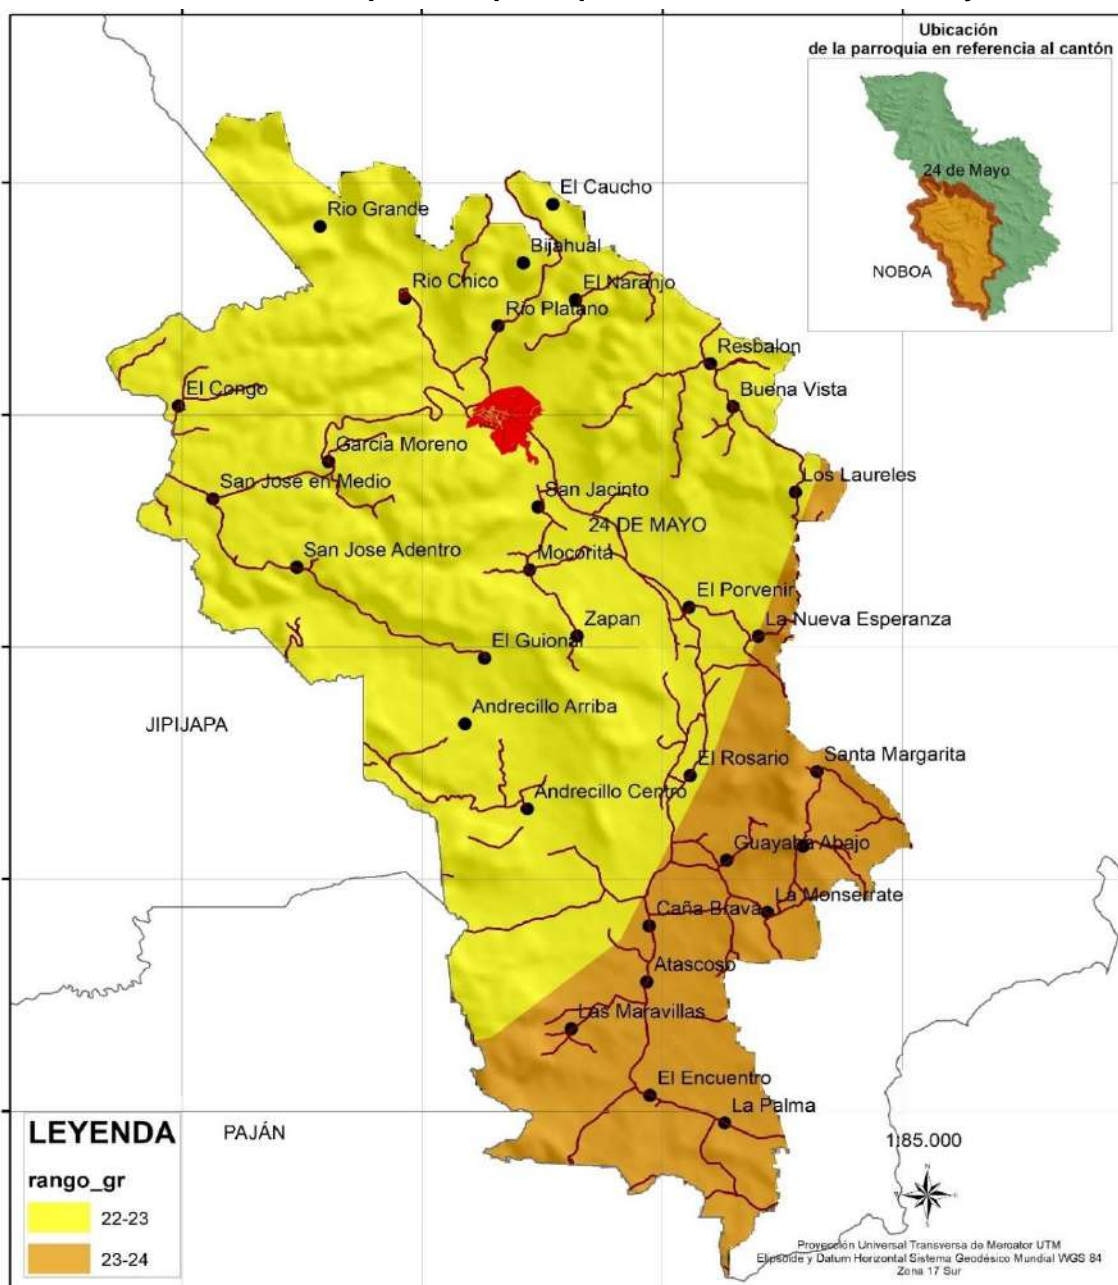 Ubicación
de la parroquia en referencia al cantón
24 de Mayo
NOBOA
El Caucho
Rio Grande
Bijahual
Rio Chico
El Naranjo
Rio Platano
Resbalon
El Congo
Buena Vista
Garcia Moreno
Los Laureles
San Jose en Medio
San Jacinto
24 DE MAYO
San Jose Adentro
Mocorita
El Porvenir
Zapan
La Nueva Esperanza
El Guional
Andrecillo Arriba
JIPIJAPA
El Rosario
Santa Margarita
Andrecillo Centro
Guayaba Abajo
La Monserrate
Caña Brava
Atascoso
Las Maravillas
El Encuentro
La Palma
LEYENDA
PAJÁN
1:85.000
rango_gr
22-23
23-24
N
Proyección Universal Transversa de Mercator UTM
Elipsoide y Datum Horizontal Sistema Geodésico Mundial WGS 84
Zona 17 Sur